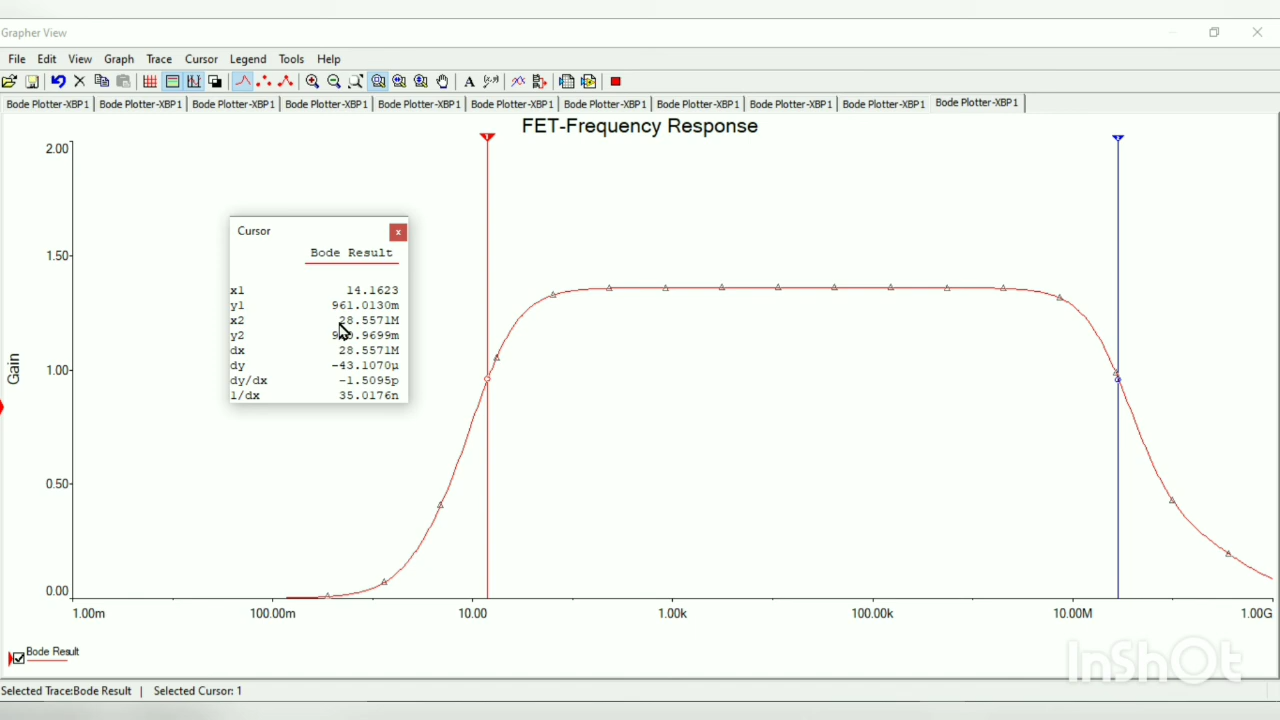 Grapher View
File Edit View Graph Trace Cursor Legend Tools Help
Bode Plotter-XBP1 Bode Plotter-XBP1 Bode Plotter-XBP1 Bode Plotter-XBP1 Bode Plotter-XBP1 Bode Plotter-XBP1 Bode Plotter-XBP1 Bode Plotter-XBP1 Bode Plotter-XBP1 Bode Plotter-XBP1 Bode Plotter-XBP1
FET-Frequency Response
2.00
1.50
1.00
0.50
0.00
Gain
Cursor
x
Bode Result
x1 14.1623
y1 961.0130m
x2 28.5571M
y2
dx 28.5571M
dy -43.1070µ
dy/dx -1.5095p
1/dx 35.0176n
1.00m 100.00m 10.00 1.00k 100.00k 10.00M 1.00G
Bode Result
InShOt
Selected Trace:Bode Result | Selected Cursor: 1